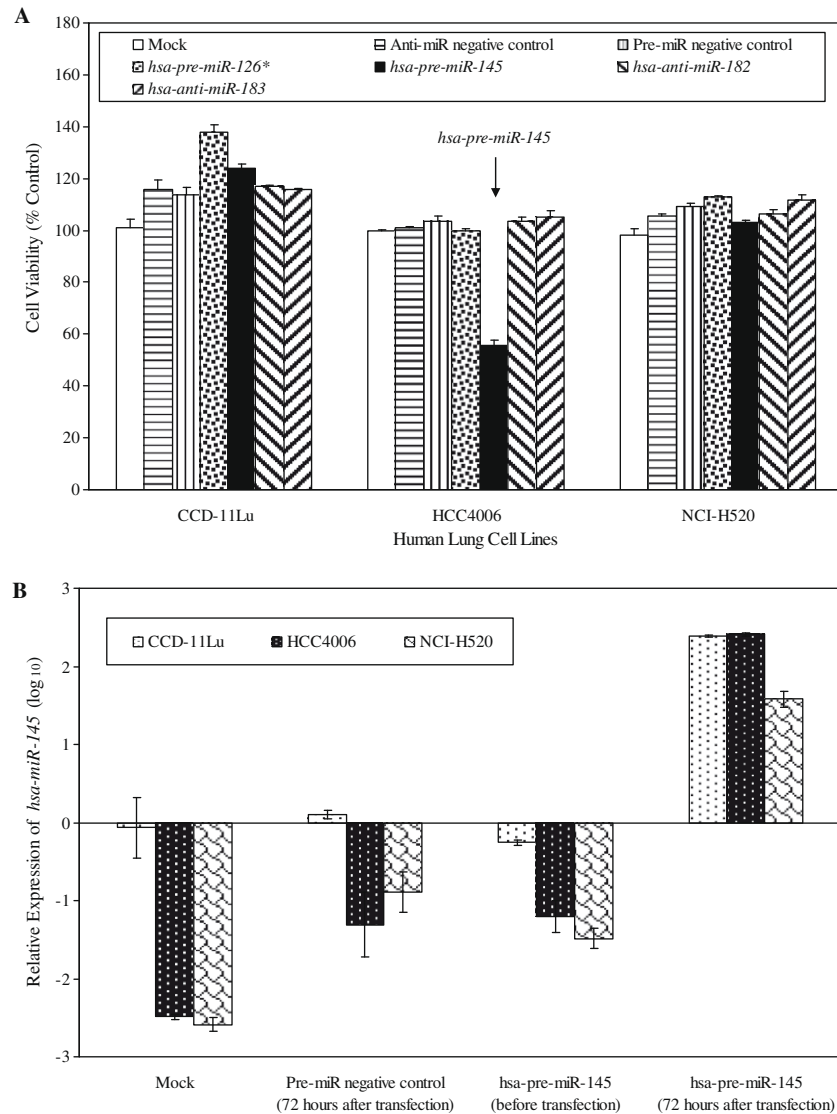 A
180
160
140
120
100
80
60
40
20
0
Cell Viability (% Control)
Mock Anti-miR negative control Pre-miR negative control
hsa-pre-miR-126* hsa-pre-miR-145 hsa-anti-miR-182
hsa-anti-miR-183
hsa-pre-miR-145
CCD-11Lu HCC4006 NCI-H520
Human Lung Cell Lines
B
3
2
1
0
-1
-2
-3
Relative Expression of hsa-miR-145 (log 10)
CCD-11Lu HCC4006 NCI-H520
Mock Pre-miR negative control hsa-pre-miR-145 hsa-pre-miR-145
(72 hours after transfection) (before transfection) (72 hours after transfection)